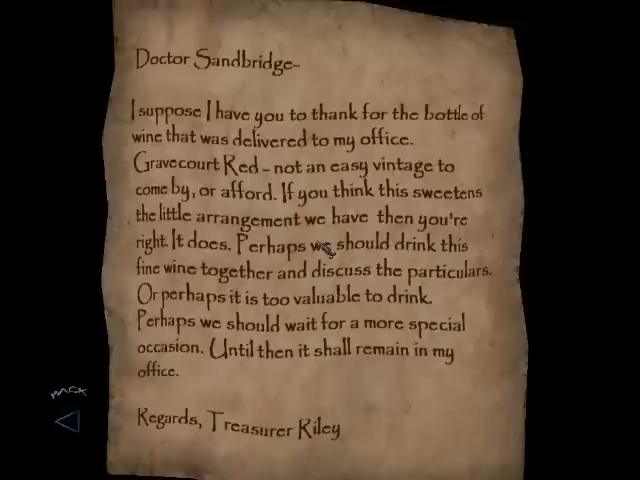 Doctor Sandbridge-
I suppose I have you to thank for the bottle of
wine that was delivered to my office.
Gravecourt Red - not an easy vintage to
come by, or afford. If you think this sweetens
the little arrangement we have then you're
right. It does. Perhaps we should drink this
fine wine together and discuss the particulars.
Or perhaps it is too valuable to drink.
Perhaps we should wait for a more special
occasion. Until then it shall remain in my
office.
Regards, Treasurer Riley
BACK